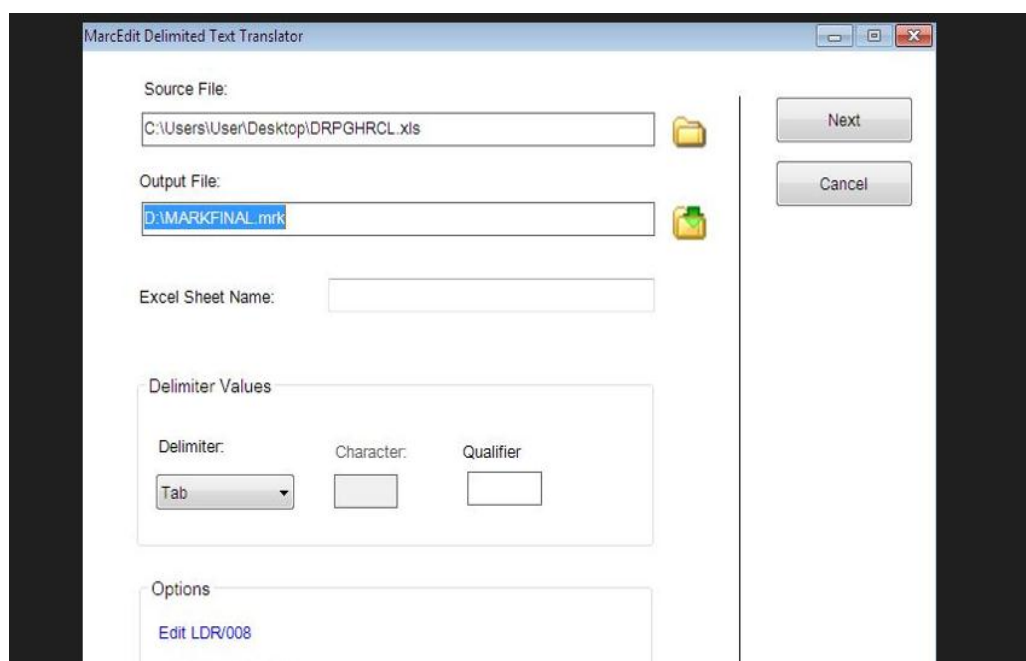 MarcEdit Delimited Text Translator
Source File:
C:\Users\User\Desktop\DRPGHRCL.xls
Next
Output File:
Cancel
D:\MARKFINAL.mrk
Excel Sheet Name:
Delimiter Values
Delimiter:
Character:
Qualifier
Tab
Options
Edit LDR/008